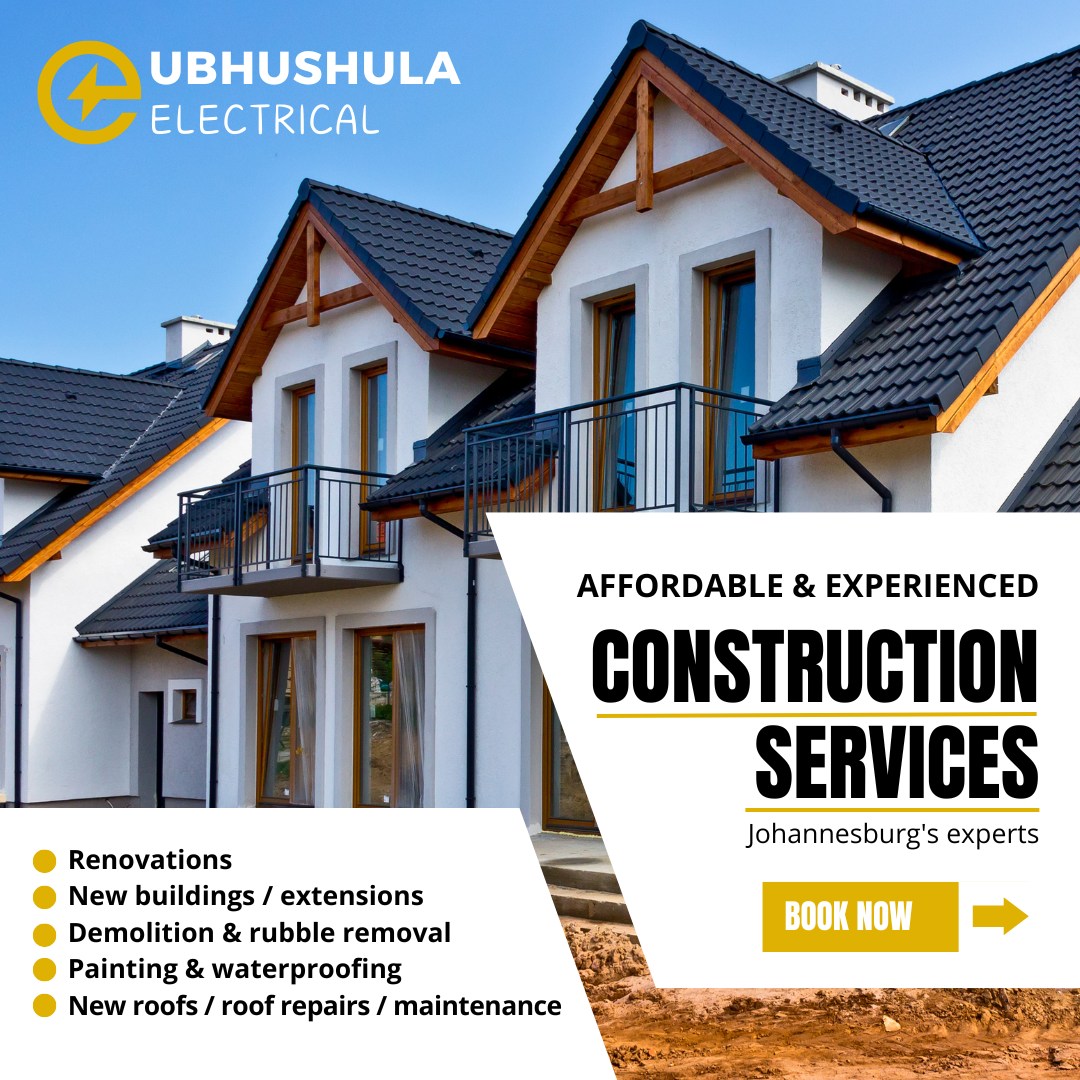 UBHUSHULA
ELECTRICAL
AFFORDABLE & EXPERIENCED
CONSTRUCTION
SERVICES
Johannesburg's experts
BOOK NOW
Renovations
New buildings / extensions
Demolition & rubble removal
Painting & waterproofing
New roofs / roof repairs / maintenance